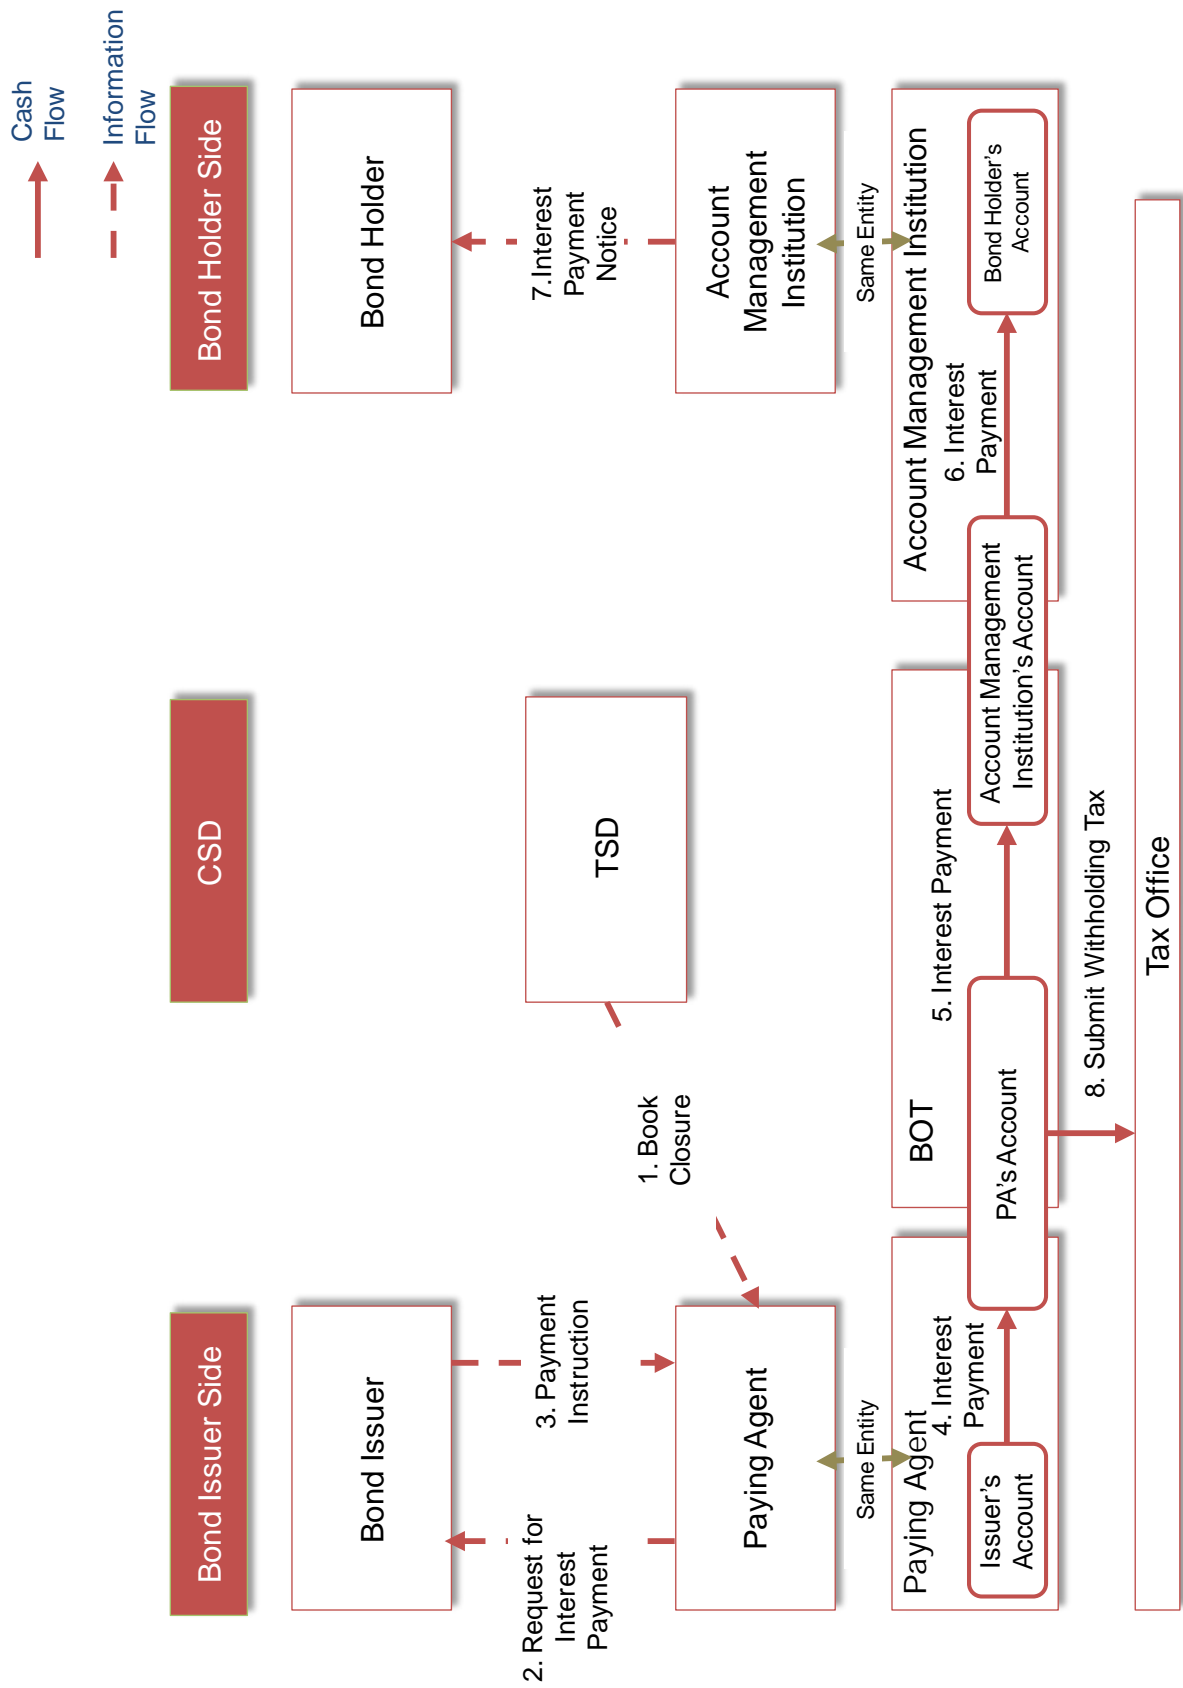 Cash
Flow
Information
Flow
Bond Issuer Side
CSD
Bond Holder Side
Bond Issuer
Bond Holder
2. Request for
Interest
Payment
3. Payment
Instruction
TSD
7.Interest
Payment
Notice
1. Book
Closure
Paying Agent
Account
Management
Institution
Same Entity
Same Entity
Paying Agent
BOT
Account Management Institution
4. Interest
Payment
5. Interest Payment
6. Interest
Payment
Issuer's
Account
PA's Account
Account Management
Institution's Account
Bond Holder's
Account
8. Submit Withholding Tax
Tax Office